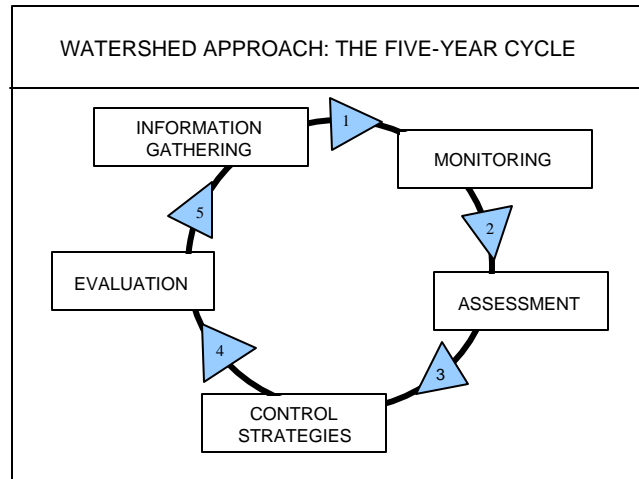 WATERSHED APPROACH: THE FIVE-YEAR CYCLE
INFORMATION
GATHERING
1
MONITORING
2
ASSESSMENT
3
CONTROL
STRATEGIES
4
EVALUATION
5